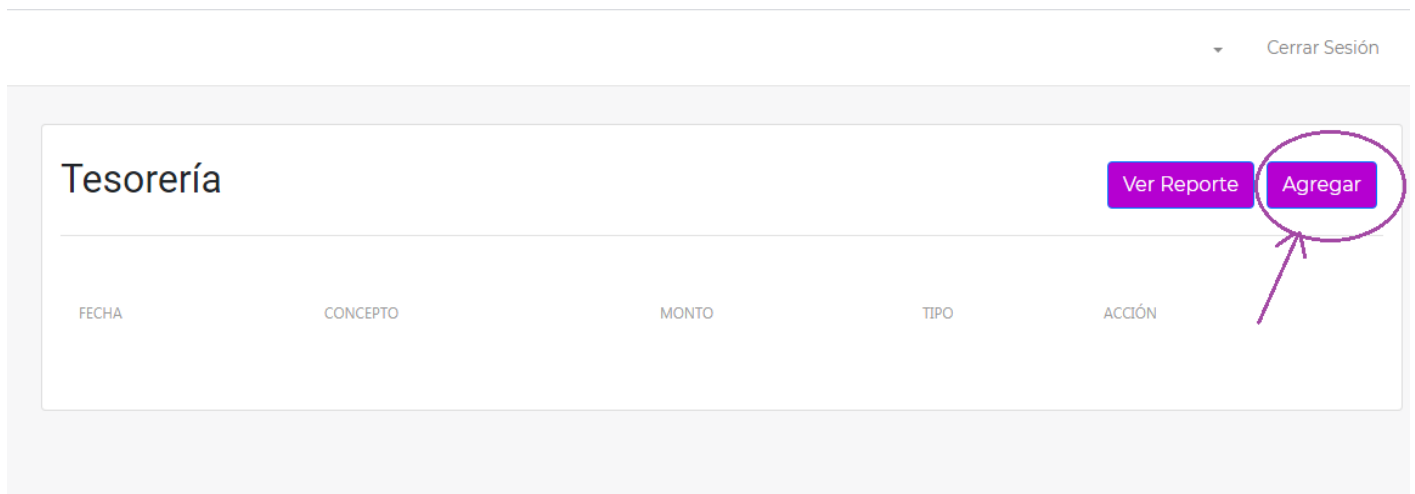 Cerrar Sesión
Tesorería Ver Reporte Agregar
FECHA CONCEPTO MONTO TIPO ACCIÓN